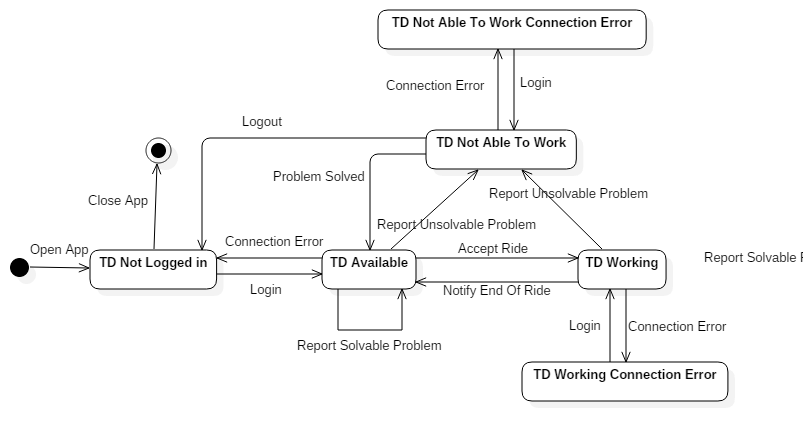 TD Not Able To Work Connection Error
Connection Error
Login
Logout
TD Not Able To Work
Problem Solved
Close App
Report Unsolvable Problem
Report Unsolvable Problem
Open App
Connection Error
Accept Ride
TD Not Logged in
TD Available
TD Working
Report Solvable
Login
Notify End Of Ride
Report Solvable Problem
Login
Connection Error
TD Working Connection Error